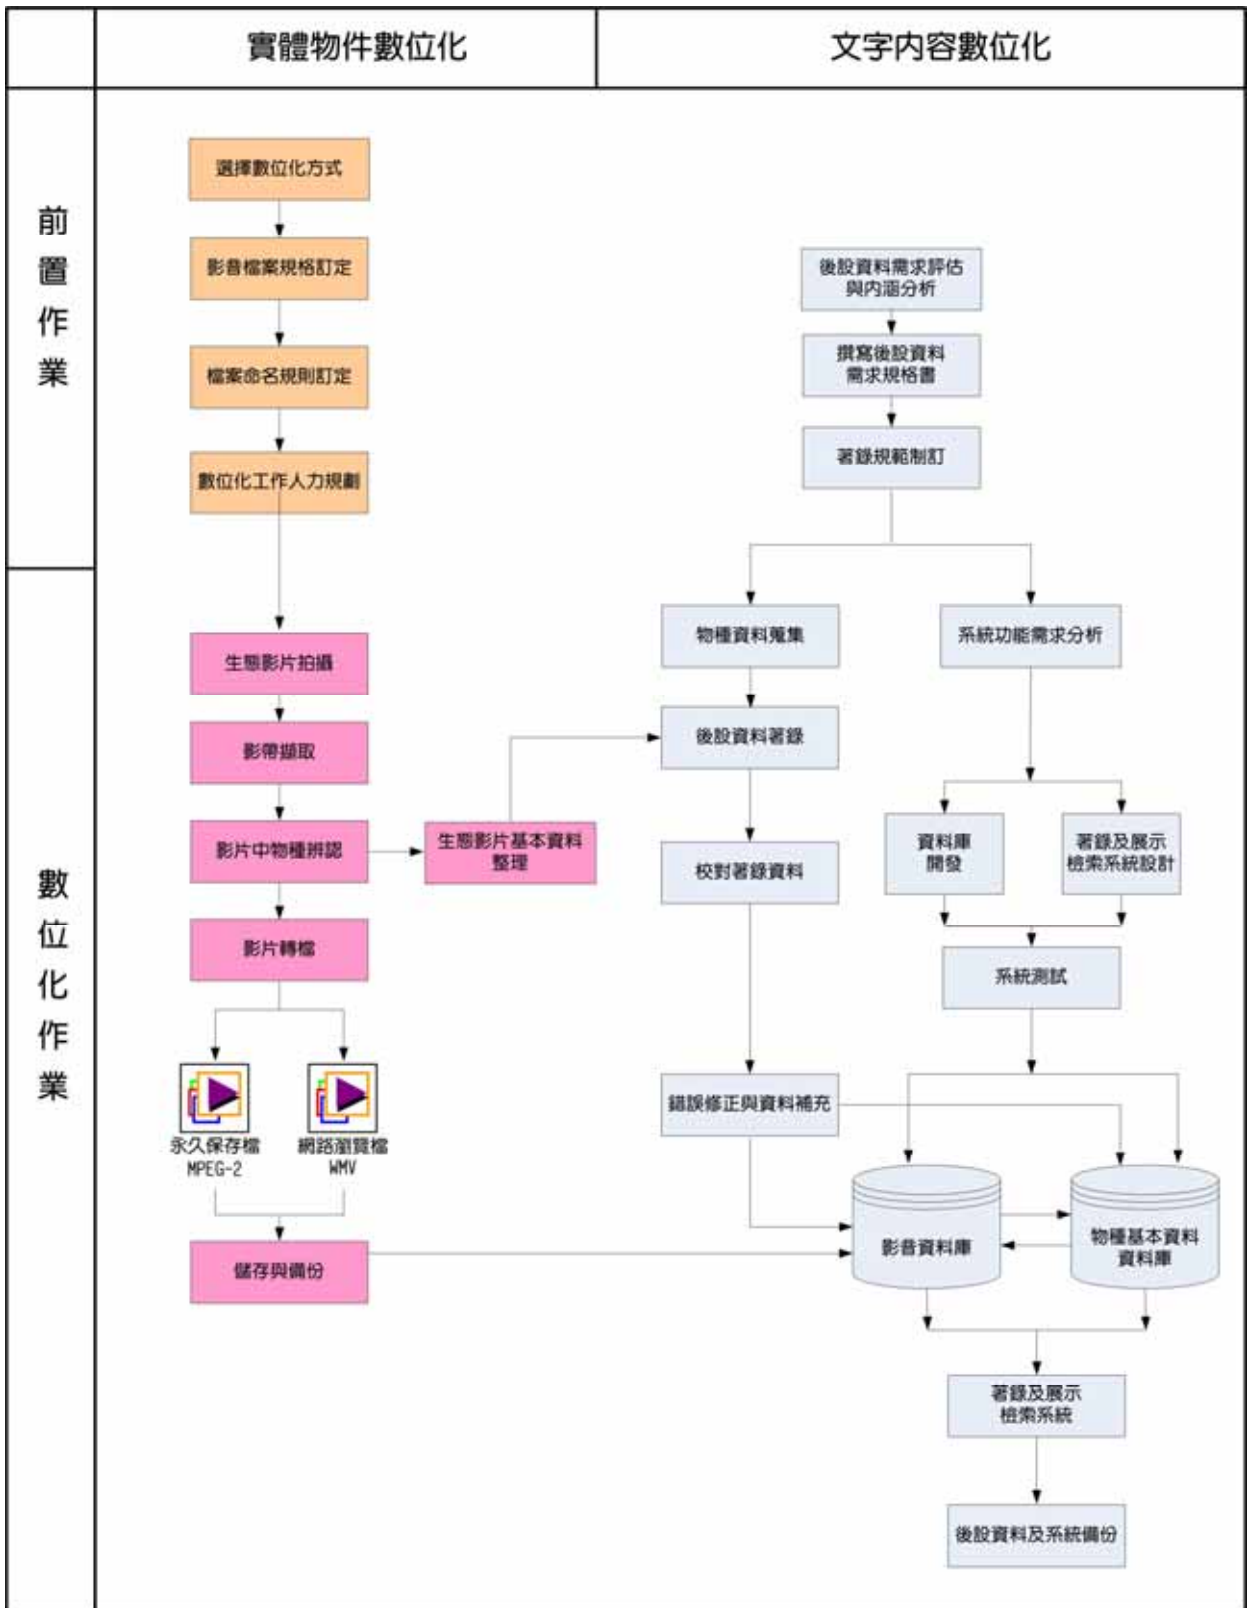 實體物件數位化
文字內容數位化
前置作業
選擇數位化方式
影音檔案規格訂定
檔案命名規則訂定
數位化工作人力規劃
後設資料需求評估
與內涵分析
撰寫後設資料
需求規格書
著錄規範制訂
數位化作業
生態影片拍攝
影帶擷取
影片中物種辨認
生態影片基本資料
整理
影片轉檔
永久保存檔
MPEG-2
網路瀏覽檔
WMV
儲存與備份
物種資料蒐集
後設資料著錄
校對著錄資料
錯誤修正與資料補充
系統功能需求分析
資料庫
開發
著錄及展示
檢索系統設計
系統測試
影音資料庫
物種基本資料
資料庫
著錄及展示
檢索系統
後設資料及系統備份